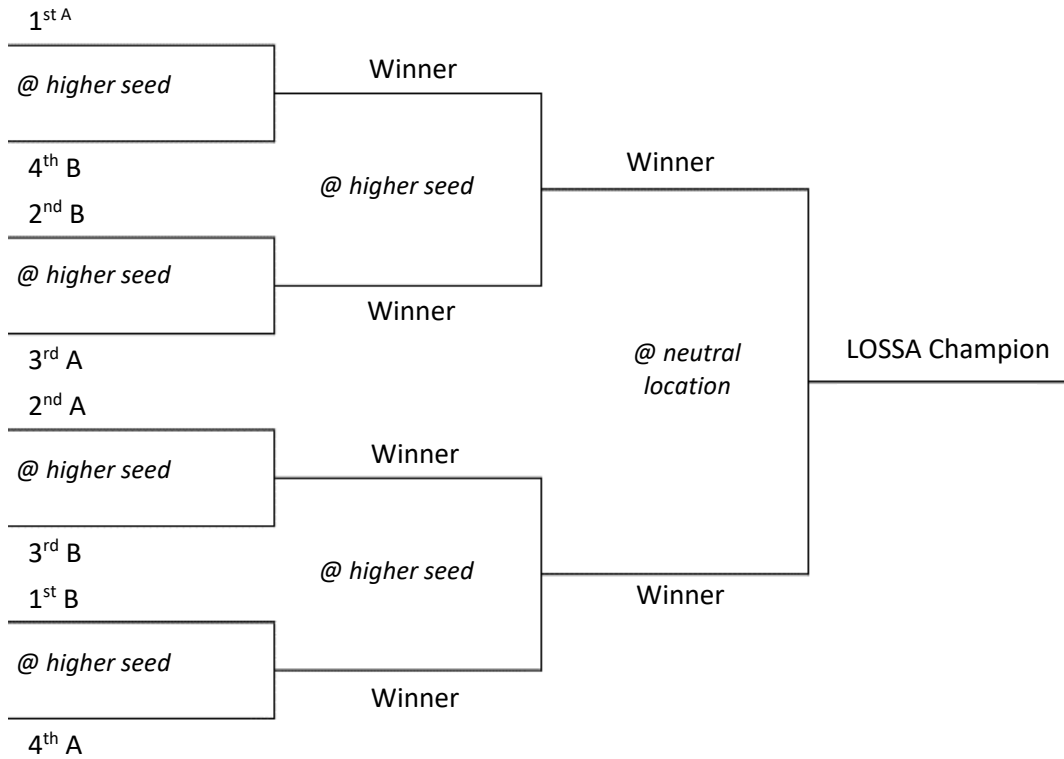 1st A
@ higher seed
4th B
2nd B
@ higher seed
3rd A
2nd A
@ higher seed
3rd B
1st B
@ higher seed
4th A
Winner
@ higher seed
Winner
Winner
@ higher seed
Winner
Winner
@ neutral
location
Winner
LOSSA Champion